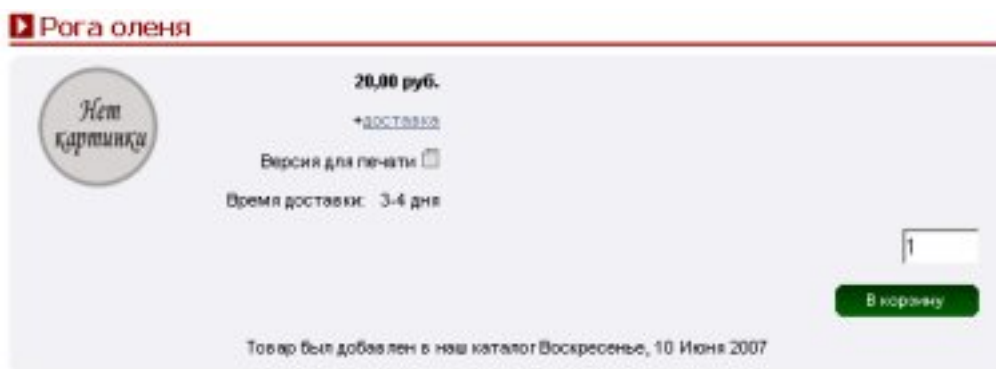 Рога оленя
Нет
картинки
20,00 руб.
+доставка
Версия для печати
Время доставки: 3-4 дня
1
В корзину
Товар был добавлен в наш каталог Воскресенье, 10 Июня 2007